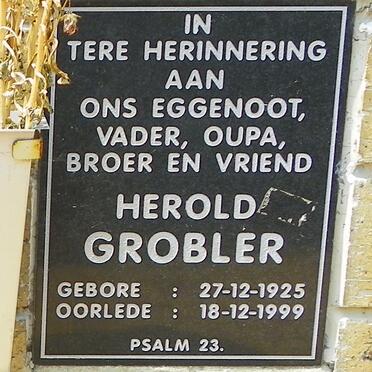 IN
TERE HERINNERING
AAN
ONS EGGENOOT,
VADER, OUPA,
BROER EN VRIEND
HEROLD
GROBLER
GEBORE : 27-12-1925
OORLEDE : 18-12-1999
PSALM 23.